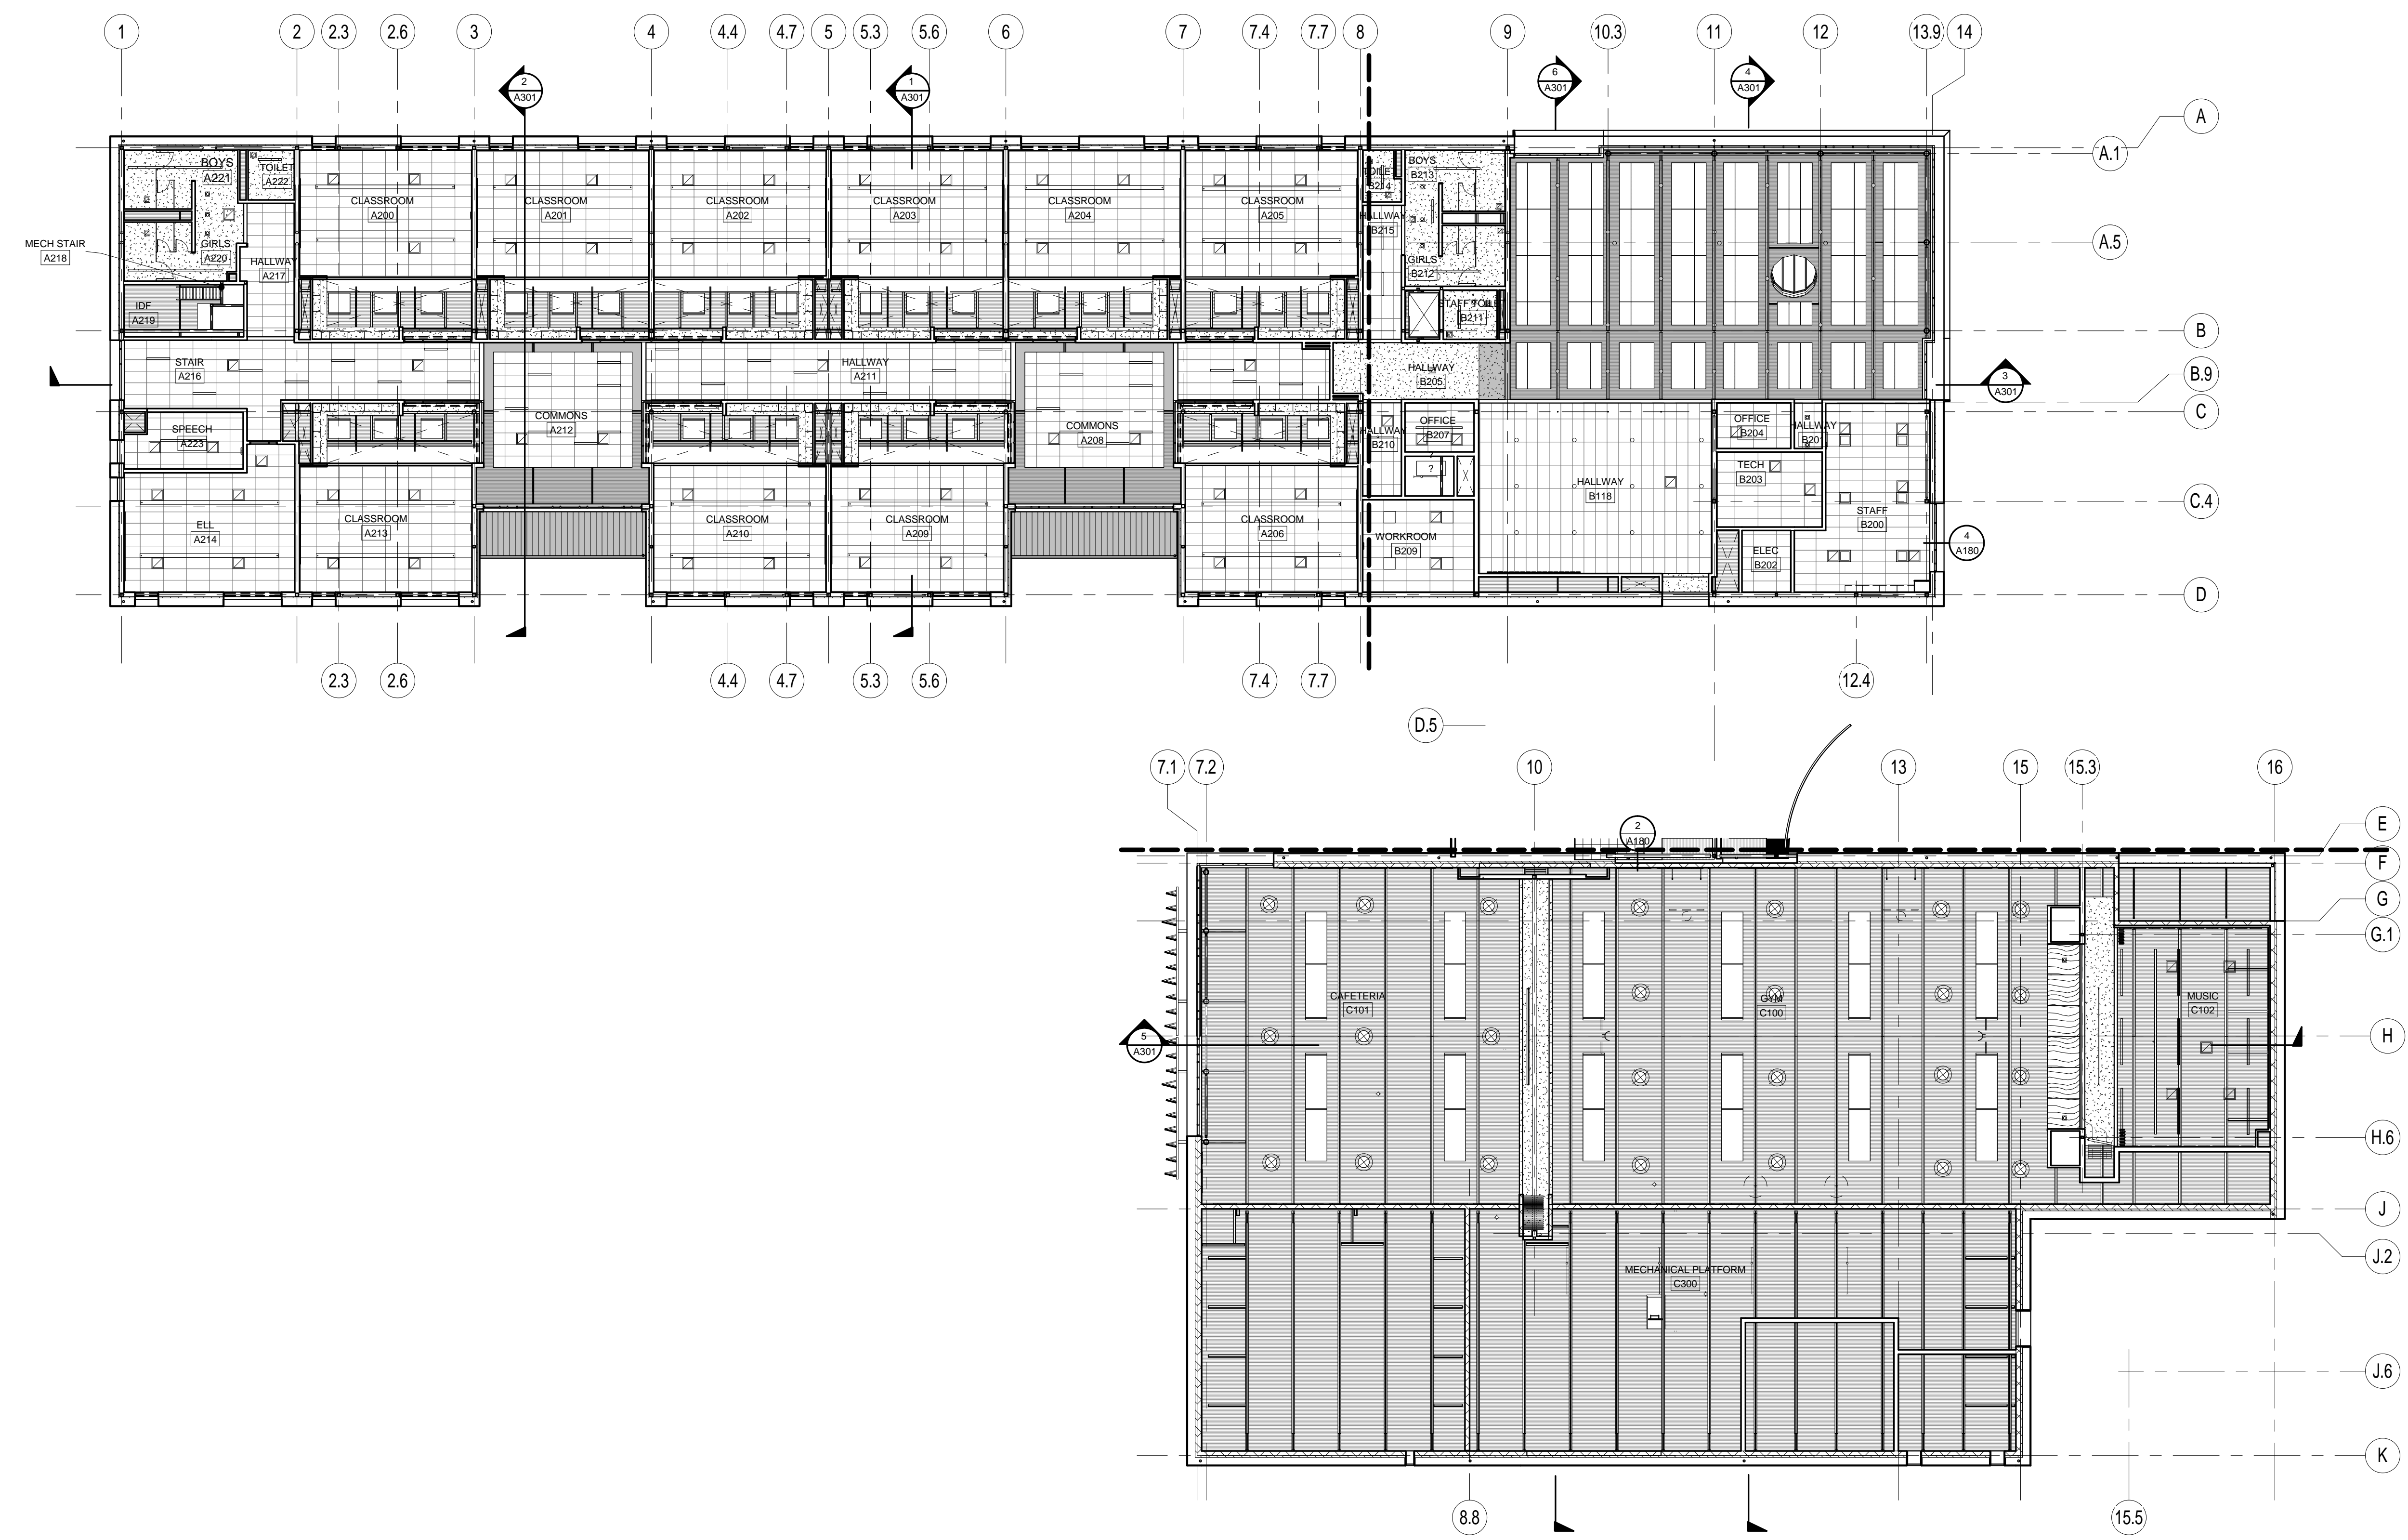 1 2 2.3 2.6 3 4 4.4 4.7 5 5.3 5.6 6 7 7.4 7.7 8 9 10.3 11 12 13.9 14
2
A301
1
A301
6
A301
4
A301
A
A.1
BOYS
A221
TOILET
A222
CLASSROOM
A200
CLASSROOM
A201
CLASSROOM
A202
CLASSROOM
A203
CLASSROOM
A204
CLASSROOM
A205
TOILET
B214
BOYS
B213
HALLWAY
B215
A.5
MECH STAIR
A218
GIRLS
A220
HALLWAY
A217
GIRLS
B212
IDF
A219
STAFF TOILET
B211
B
STAIR
A216
HALLWAY
A211
HALLWAY
B205
3
A301
B.9
C
SPEECH
A223
COMMONS
A212
COMMONS
A208
HALLWAY
B210
OFFICE
B207
OFFICE
B204
HALLWAY
B201
?
TECH
B203
HALLWAY
B118
C.4
ELL
A214
CLASSROOM
A213
CLASSROOM
A210
CLASSROOM
A209
CLASSROOM
A206
WORKROOM
B209
STAFF
B200
ELEC
B202
4
A180
D
2.3 2.6 4.4 4.7 5.3 5.6 7.4 7.7 12.4
D.5
7.1 7.2 10 13 15 15.3 16
2
A180
E
F
G
G.1
CAFETERIA
C101
GYM
C100
MUSIC
C102
5
A301
H
H.6
J
J.2
MECHANICAL PLATFORM
C300
J.6
K
8.8 15.5